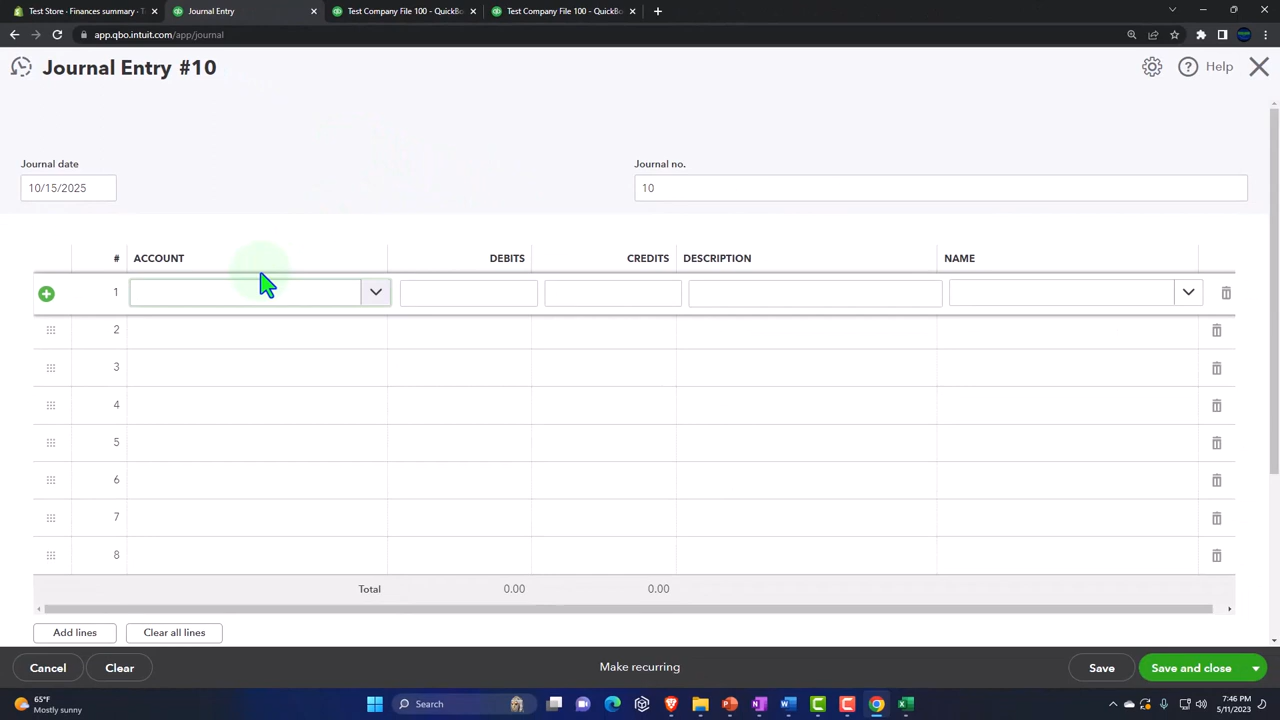 Test Store - Finances summary - T
Journal Entry
Test Company File 100 - QuickBo
Test Company File 100 - QuickBo
app.qbo.intuit.com/app/journal
Journal Entry #10
Help
Journal date
Journal no.
10/15/2025
10
# ACCOUNT DEBITS CREDITS DESCRIPTION NAME
1
2
3
4
5
6
7
8
Total 0.00 0.00
Add lines Clear all lines
Cancel Clear Make recurring Save Save and close
65°F
Mostly sunny
Search
7:46 PM
5/11/2023